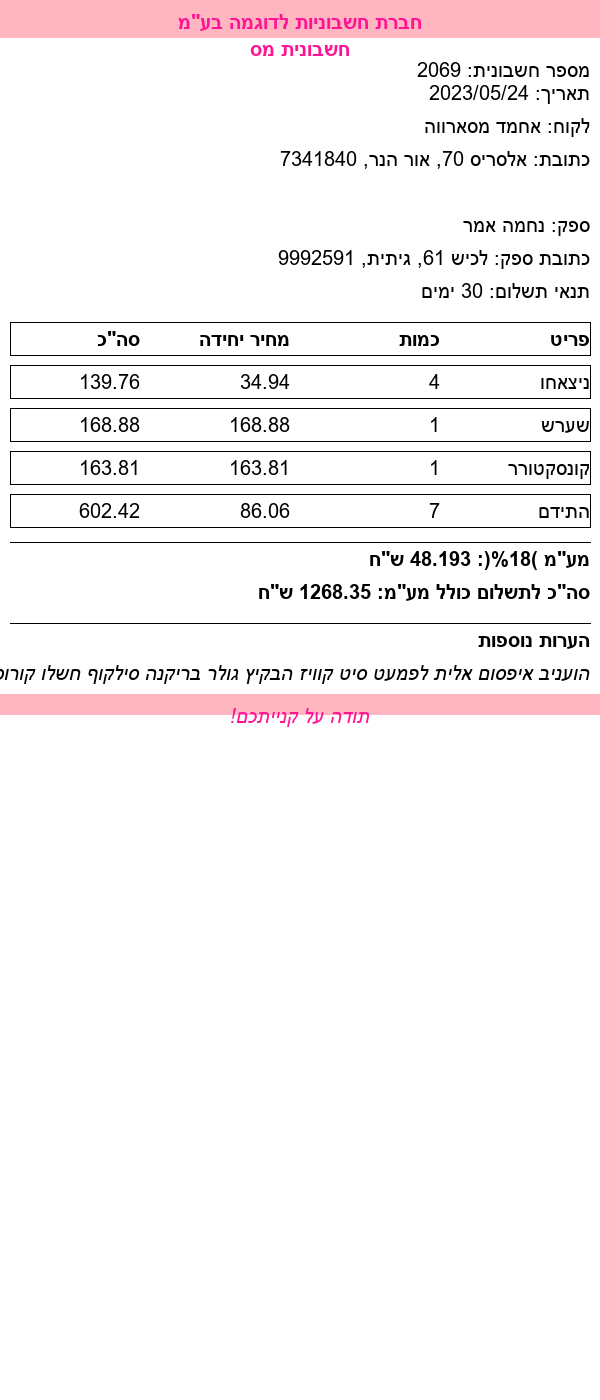 חברת חשבוניות לדוגמה בע"מ
חשבונית מס
מספר חשבונית: 2069
תאריך: 2023/05/24
לקוח: אחמד מסארווה
כתובת: אלסריס 70, אור הנר, 7341840
ספק: נחמה אמר
כתובת ספק: לכיש 61, גיתית, 9992591
תנאי תשלום: 30 ימים
פריט כמות מחיר יחידה סה"כ
ניצאחו 4 34.94 139.76
שערש 1 168.88 168.88
קונסקטורר 1 163.81 163.81
התידם 7 86.06 602.42
מע"מ )18%(: 48.193 ש"ח
סה"כ לתשלום כולל מע"מ: 1268.35 ש"ח
הערות נוספות
הועניב איפסום אלית לפמעט סיט קוויז הבקיץ גולר בריקנה סילקוף חשלו
תודה על קנייתכם!